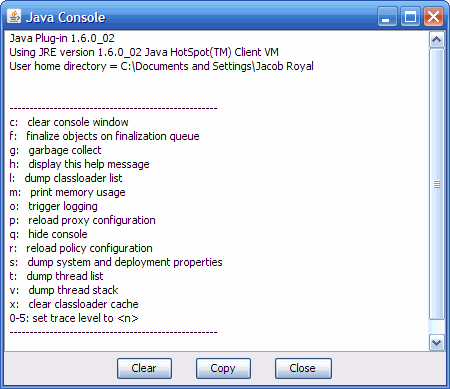 Java Console
Java Plug-in 1.6.0_02
Using JRE version 1.6.0_02 Java HotSpot(TM) Client VM
User home directory = C:\Documents and Settings\Jacob Royal
----------------------------------------------------
c:   clear console window
f:   finalize objects on finalization queue
g:   garbage collect
h:   display this help message
l:   dump classloader list
m:   print memory usage
o:   trigger logging
p:   reload proxy configuration
q:   hide console
r:   reload policy configuration
s:   dump system and deployment properties
t:   dump thread list
v:   dump thread stack
x:   clear classloader cache
0-5: set trace level to <n>
----------------------------------------------------
Clear Copy Close